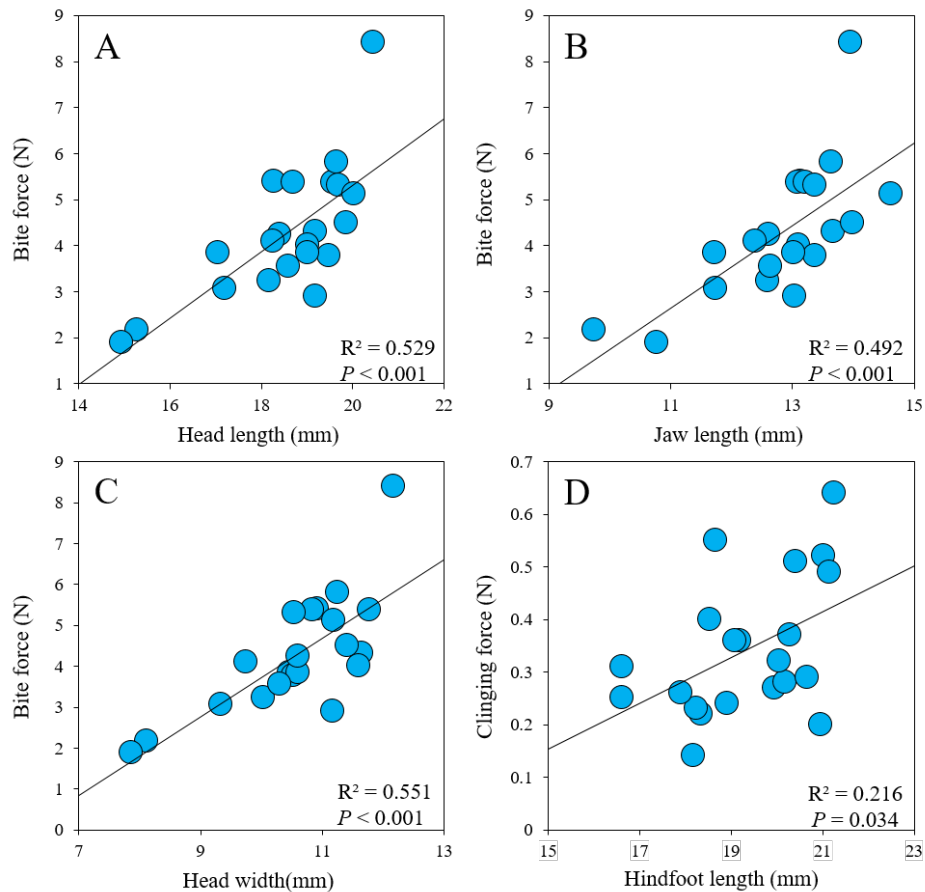 A
Bite force (N)
9
8
7
6
5
4
3
2
1
14
16
18
20
22
R² = 0.529
P < 0.001
Head length (mm)
B
Bite force (N)
9
8
7
6
5
4
3
2
1
9
11
13
15
R² = 0.492
P < 0.001
Jaw length (mm)
C
Bite force (N)
9
8
7
6
5
4
3
2
1
0
7
9
11
13
R² = 0.551
P < 0.001
Head width(mm)
D
Clinging force (N)
0.7
0.6
0.5
0.4
0.3
0.2
0.1
0
15
17
19
21
23
R² = 0.216
P = 0.034
Hindfoot length (mm)